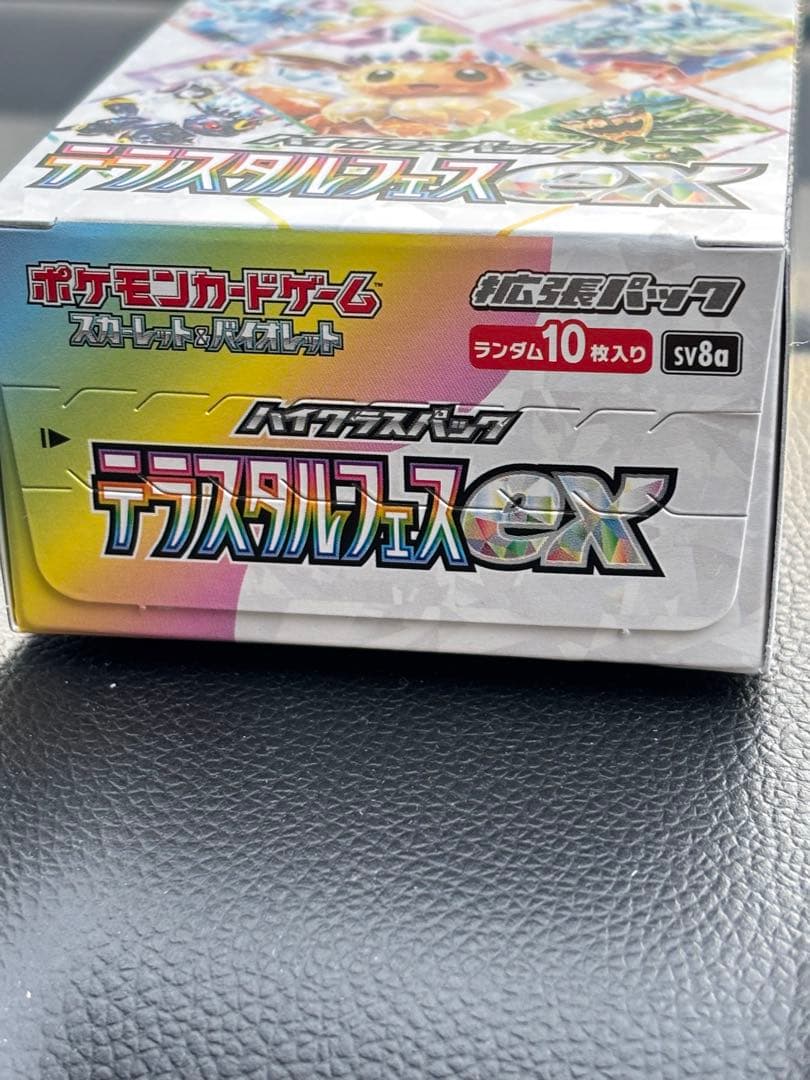 ハイクラスパック
テラスタルフェスex
ポケモンカードゲーム™
スカーレット&バイオレット
拡張パック
ランダム10枚入り
SV8a
ハイクラスパック
テラスタルフェスex